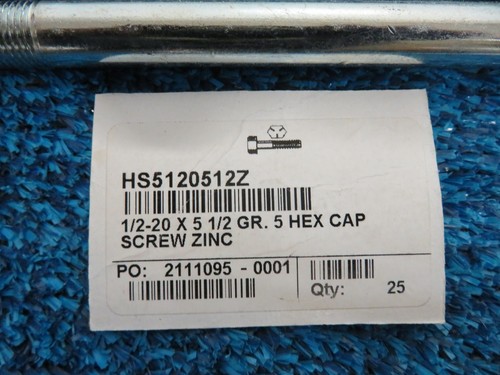 HS5120512Z
1/2-20 X 5 1/2 GR. 5 HEX CAP
SCREW ZINC
PO: 2111095 - 0001
Qty: 25